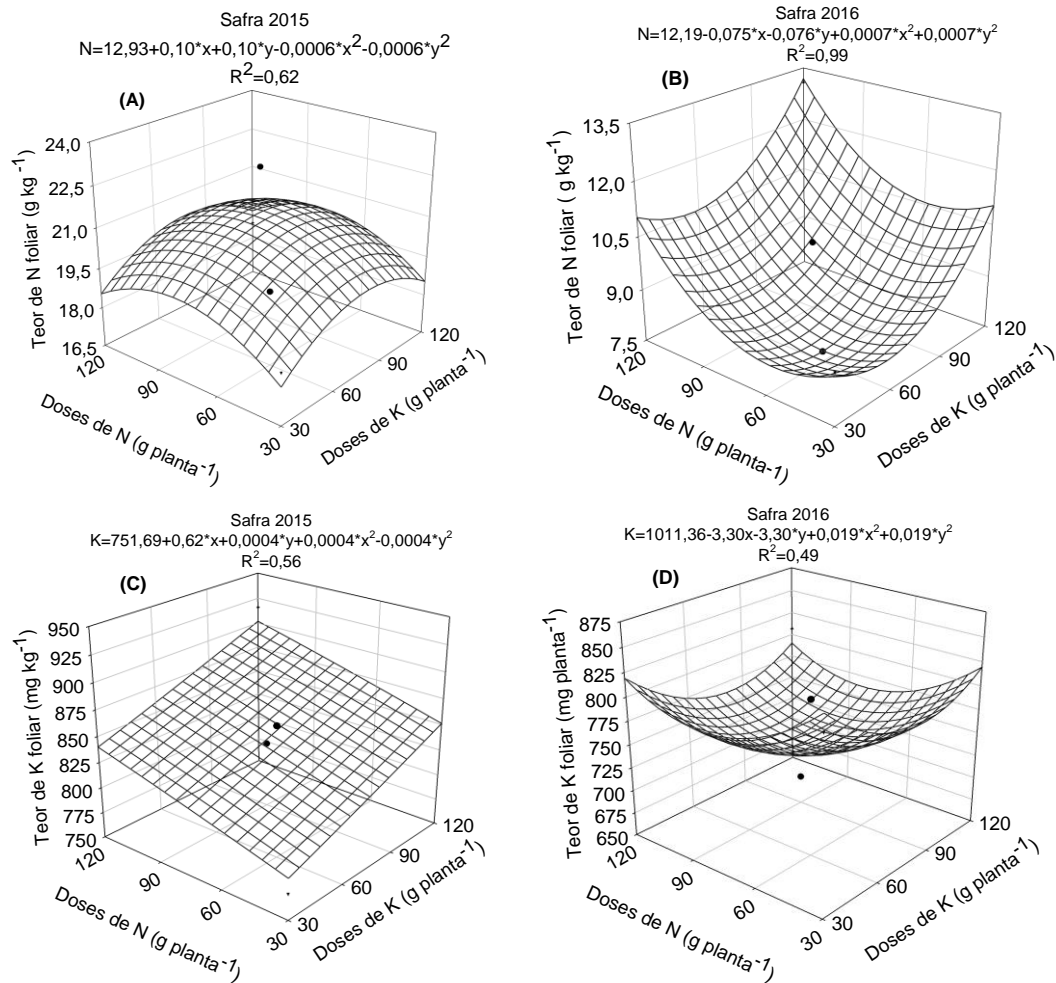 Safra 2015
N=12,93+0,10*x+0,10*y-0,0006*x²-0,0006*y²
R²=0,62
(A)
Teor de N foliar (g kg⁻¹)
24,0
22,5
21,0
19,5
18,0
16,5
120
90
60
30
Doses de N (g planta⁻¹)
30
60
90
120
Doses de K (g planta⁻¹)
Safra 2016
N=12,19-0,075*x-0,076*y+0,0007*x²+0,0007*y²
R²=0,99
(B)
Teor de N foliar ( g kg⁻¹)
13,5
12,0
10,5
9,0
7,5
120
90
60
30
Doses de N (g planta-¹)
30
60
90
120
Doses de K (g planta⁻¹)
Safra 2015
K=751,69+0,62*x+0,0004*y+0,0004*x²-0,0004*y²
R²=0,56
(C)
Teor de K foliar (mg kg⁻¹)
950
925
900
875
850
825
800
775
750
120
90
60
30
Doses de N (g planta⁻¹)
30
60
90
120
Doses de K (g planta⁻¹)
Safra 2016
K=1011,36-3,30x-3,30*y+0,019*x²+0,019*y²
R²=0,49
(D)
Teor de K foliar (mg planta⁻¹)
875
850
825
800
775
750
725
700
675
650
120
90
60
30
Doses de N (g planta⁻¹)
30
60
90
120
Doses de K (g planta⁻¹)